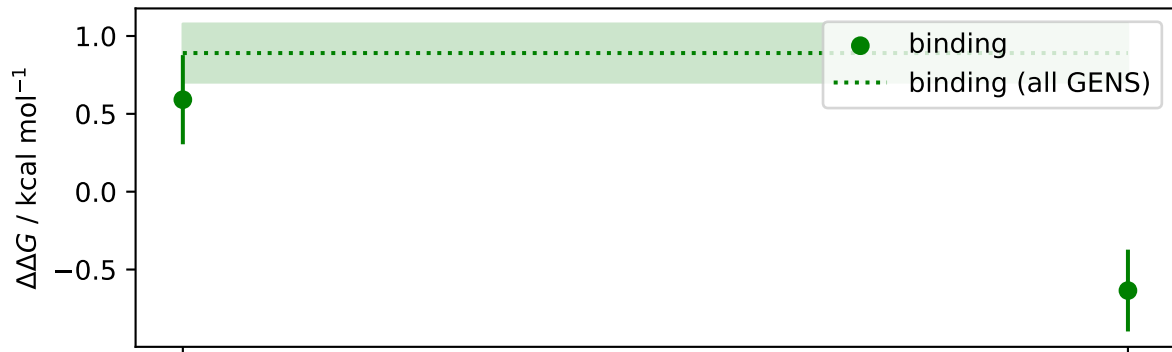 1.0
0.5
0.0
−0.5
ΔΔG / kcal mol⁻¹
binding
binding (all GENS)